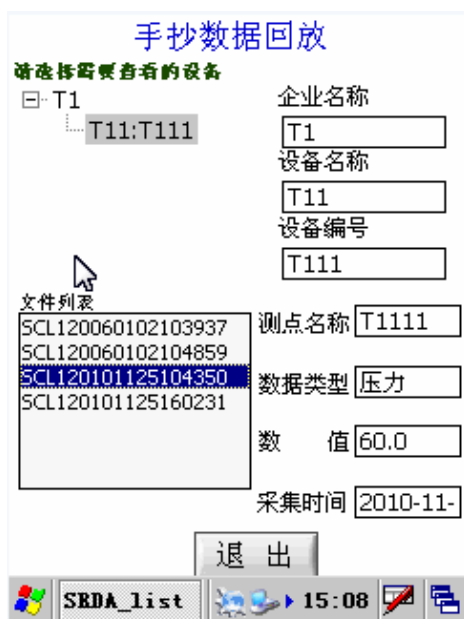 手抄数据回放
请选择需要查看的设备
T1
T11:T111
企业名称
T1
设备名称
T11
设备编号
T111
文件列表
SCL120060102103937
SCL120060102104859
SCL120101125104350
SCL120101125160231
测点名称 T1111
数据类型 压力
数 值 60.0
采集时间 2010-11-
退 出
SBDA_list 15:08